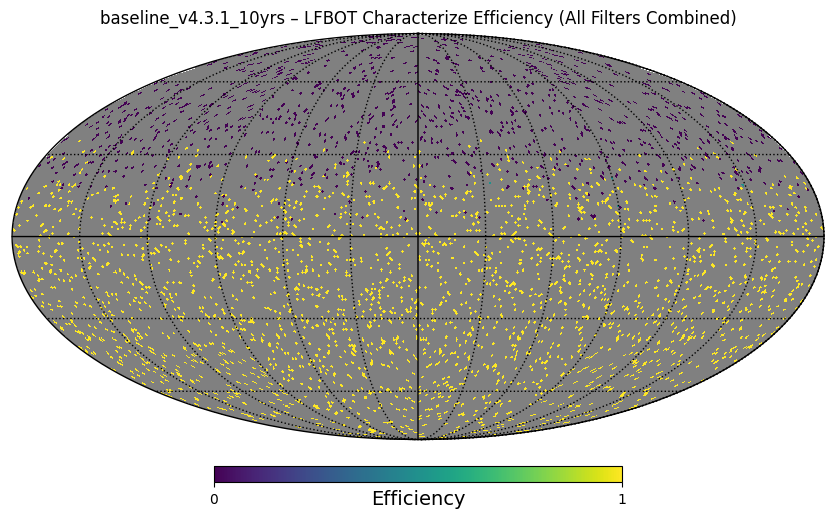 baseline_v4.3.1_10yrs – LFBOT Characterize Efficiency (All Filters Combined)
0 1
Efficiency